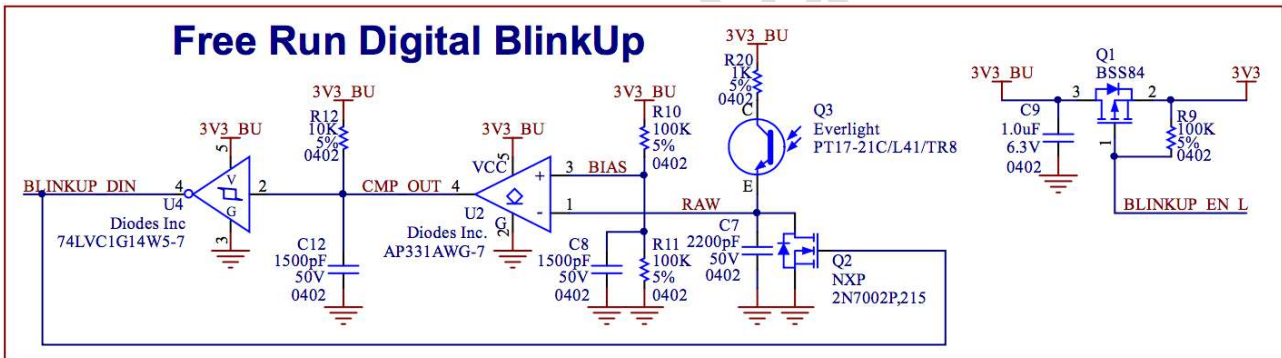 Free Run Digital BlinkUp
3V3_BU
R20
1K
5%
0402
C
Q3
Everlight
PT17-21C/L41/TR8
E
Q1
BSS84
3V3_BU
3
2
3V3
C9
1.0uF
6.3V
0402
1
R9
100K
5%
0402
BLINKUP_EN_L
3V3_BU
R12
10K
5%
0402
3V3_BU
R10
100K
5%
0402
3V3_BU
5
V
G
3
BLINKUP_DIN
4
2
U4
Diodes Inc
74LVC1G14W5-7
CMP_OUT
4
3V3_BU
VCC
5
+
-
G
2
3
BIAS
1
RAW
U2
Diodes Inc.
AP331AWG-7
C12
1500pF
50V
0402
C8
1500pF
50V
0402
R11
100K
5%
0402
C7
2200pF
50V
0402
Q2
NXP
2N7002P,215